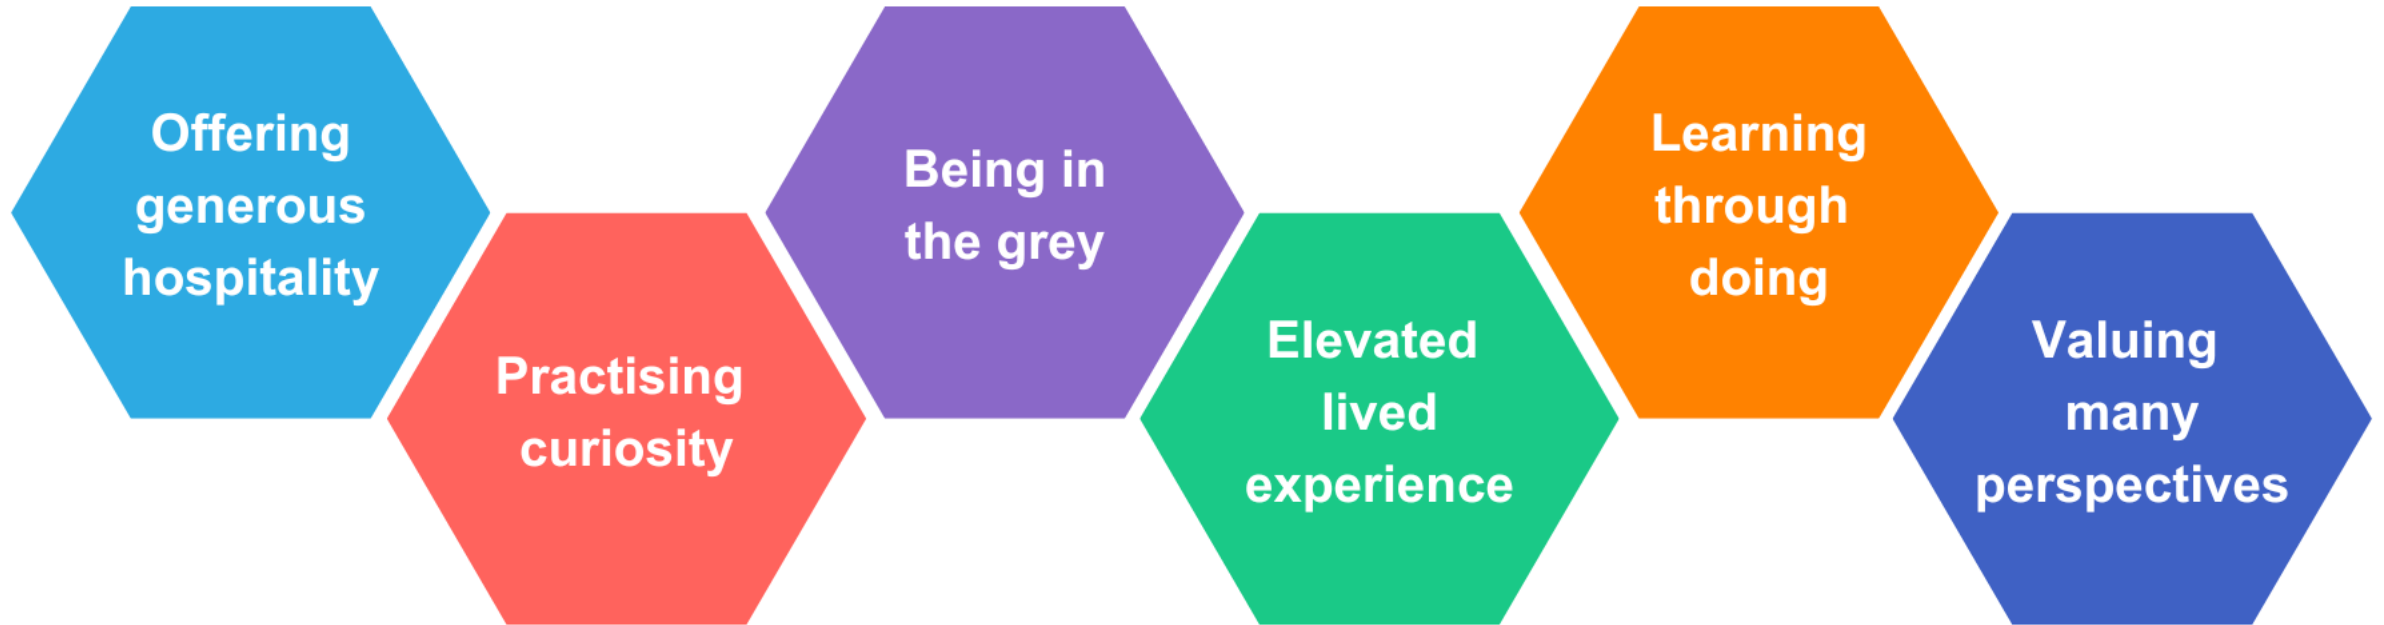 Offering
generous
hospitality
Practising
curiosity
Being in
the grey
Elevated
lived
experience
Learning
through
doing
Valuing
many
perspectives